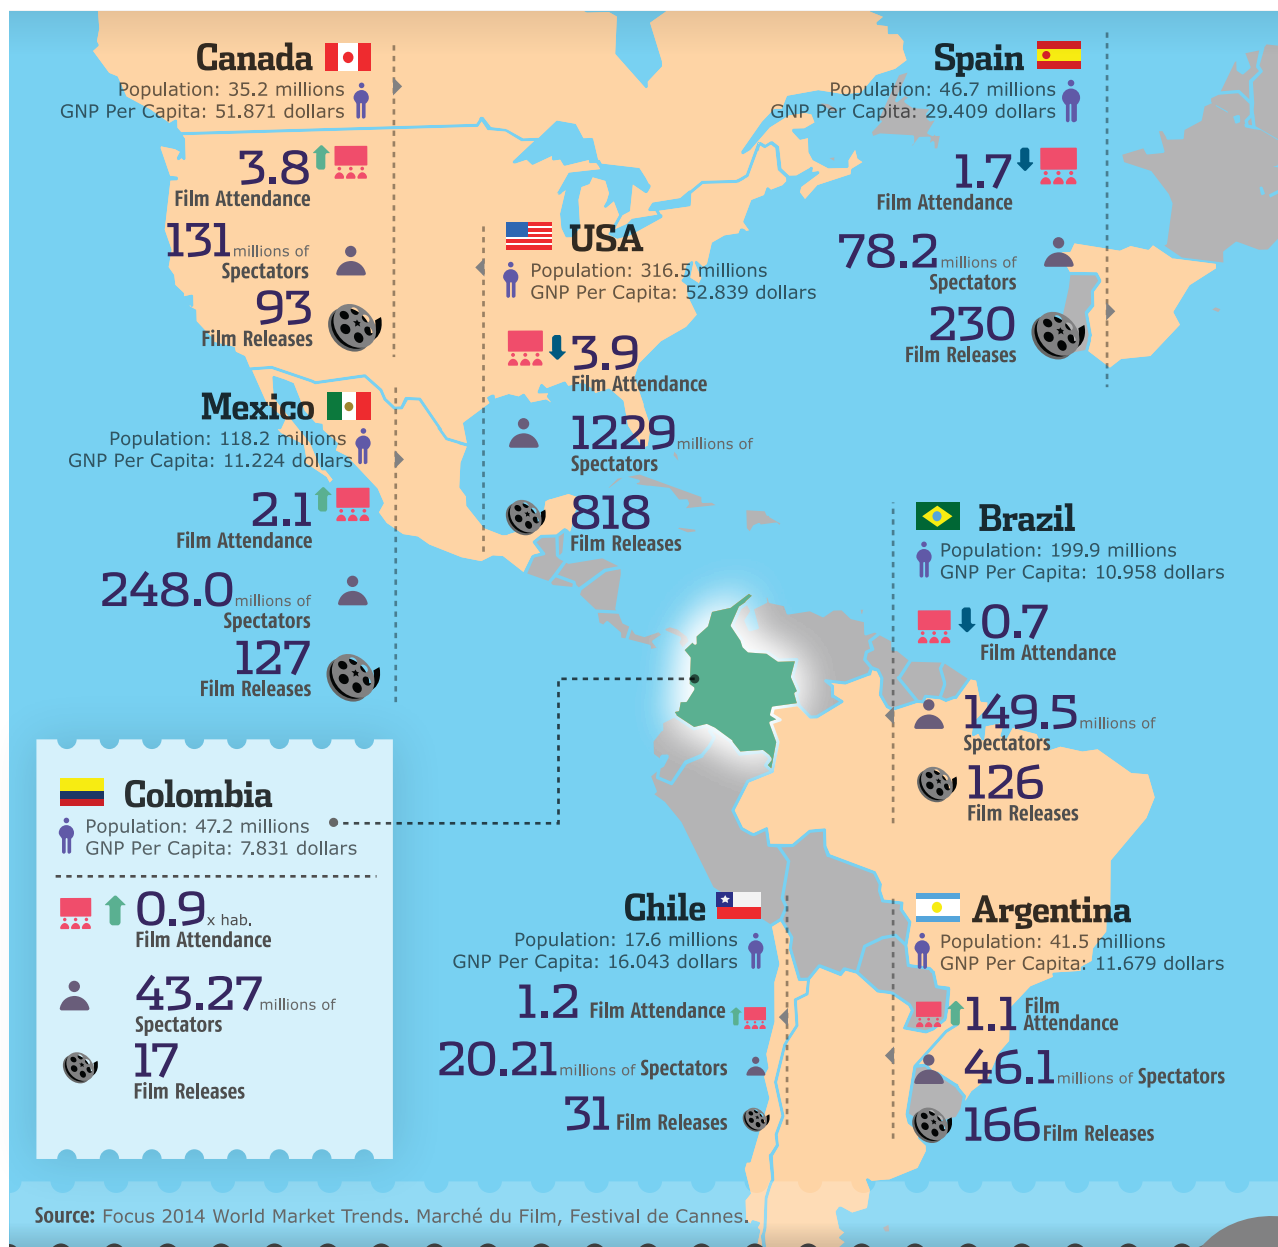 Canada
Population: 35.2 millions
GNP Per Capita: 51.871 dollars
3.8
Film Attendance
131 millions of
Spectators
93
Film Releases
Spain
Population: 46.7 millions
GNP Per Capita: 29.409 dollars
1.7
Film Attendance
78.2 millions of
Spectators
230
Film Releases
USA
Population: 316.5 millions
GNP Per Capita: 52.839 dollars
3.9
Film Attendance
1229 millions of
Spectators
818
Film Releases
Mexico
Population: 118.2 millions
GNP Per Capita: 11.224 dollars
2.1
Film Attendance
248.0 millions of
Spectators
127
Film Releases
Brazil
Population: 199.9 millions
GNP Per Capita: 10.958 dollars
0.7
Film Attendance
149.5 millions of
Spectators
126
Film Releases
Colombia
Population: 47.2 millions
GNP Per Capita: 7.831 dollars
0.9 x hab.
Film Attendance
43.27 millions of
Spectators
17
Film Releases
Chile
Population: 17.6 millions
GNP Per Capita: 16.043 dollars
1.2 Film Attendance
20.21 millions of Spectators
31 Film Releases
Argentina
Population: 41.5 millions
GNP Per Capita: 11.679 dollars
1.1 Film
Attendance
46.1 millions of Spectators
166 Film Releases
Source: Focus 2014 World Market Trends. Marché du Film, Festival de Cannes.